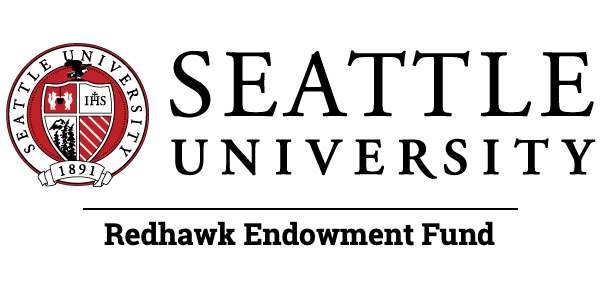 SEATTLE UNIVERSITY
IHS
1891
SEATTLE
UNIVERSITY
Redhawk Endowment Fund